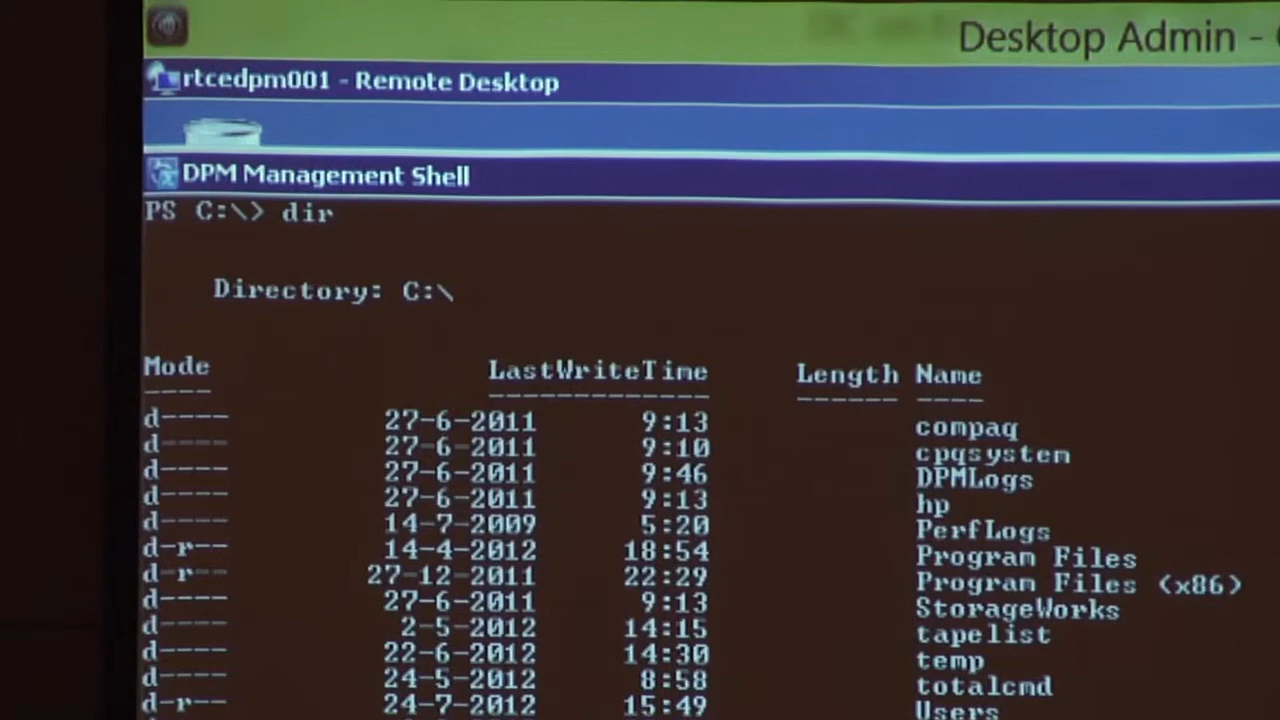 Desktop Admin -
rtcedpm001 - Remote Desktop
DPM Management Shell
PS C:\> dir
Directory: C:\
Mode LastWriteTime Length Name
---- ------------- ------ ----
d---- 27-6-2011 9:13 compaq
d---- 27-6-2011 9:10 cpqsystem
d---- 27-6-2011 9:46 DPMLogs
d---- 27-6-2011 9:13 hp
d---- 14-7-2009 5:20 PerfLogs
d-r-- 14-4-2012 18:54 Program Files
d-r-- 27-12-2011 22:29 Program Files (x86)
d---- 27-6-2011 9:13 StorageWorks
d---- 2-5-2012 14:15 tapelist
d---- 22-6-2012 14:30 temp
d---- 24-5-2012 8:58 totalcmd
d-r-- 24-7-2012 15:49 Users